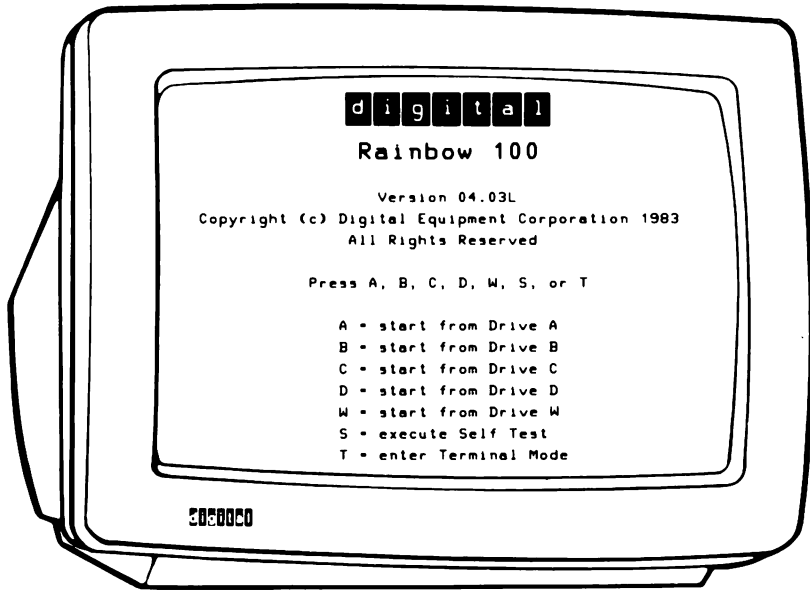 digital
Rainbow 100
Version 04.03L
Copyright (c) Digital Equipment Corporation 1983
All Rights Reserved
Press A, B, C, D, W, S, or T
A - start from Drive A
B - start from Drive B
C - start from Drive C
D - start from Drive D
W - start from Drive W
S - execute Self Test
T - enter Terminal Mode
digital